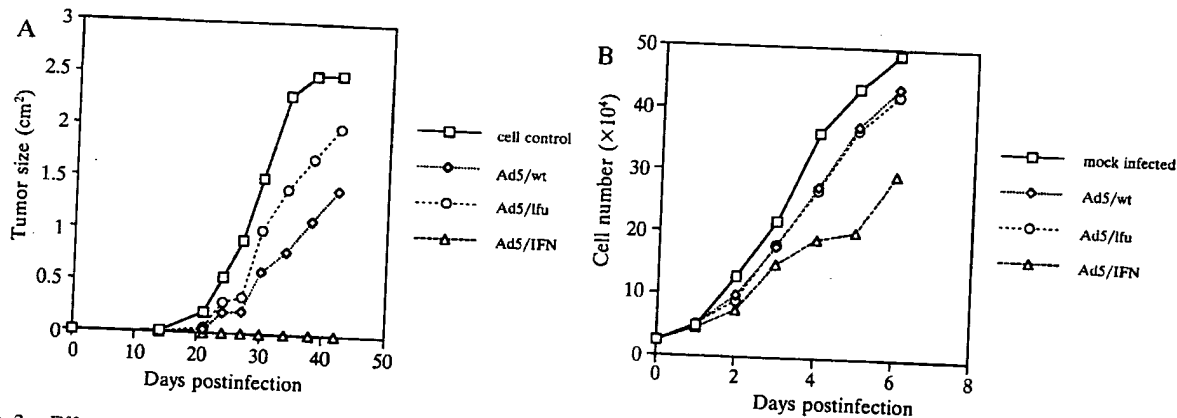 A
3
2.5
2
1.5
1
0.5
0
Tumor size (cm²)
0
10
20
30
40
50
Days postinfection
cell control
Ad5/wt
Ad5/lfu
Ad5/IFN
B
50
40
30
20
10
0
Cell number (×10⁴)
0
2
4
6
8
Days postinfection
mock infected
Ad5/wt
Ad5/lfu
Ad5/IFN